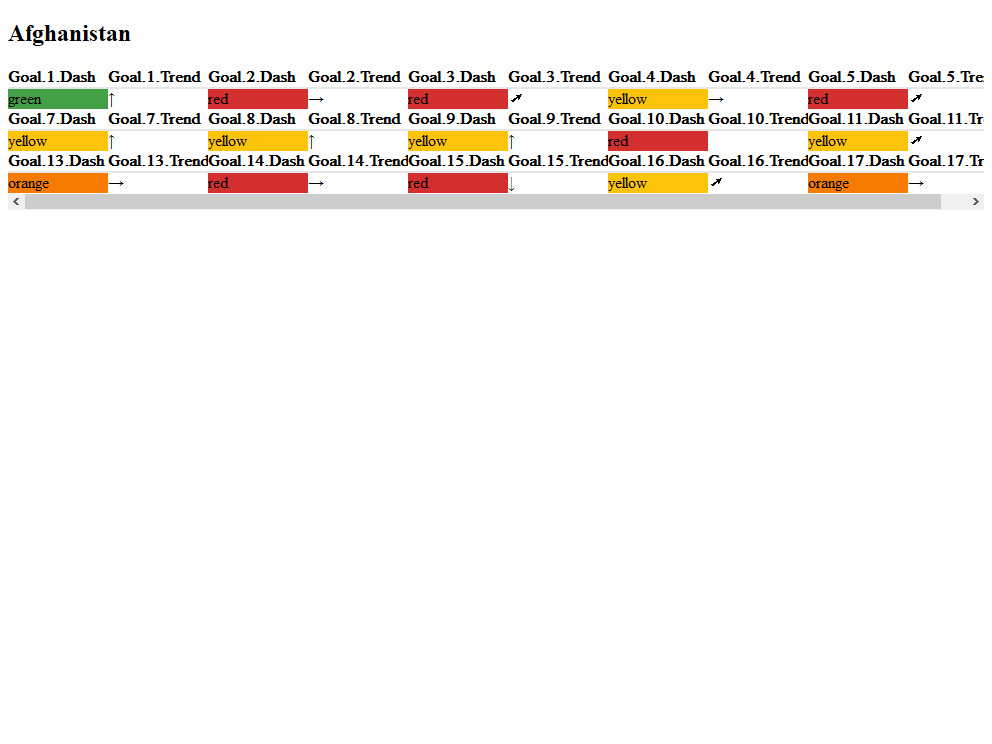 Afghanistan
Goal.1.Dash Goal.1.Trend Goal.2.Dash Goal.2.Trend Goal.3.Dash Goal.3.Trend Goal.4.Dash Goal.4.Trend Goal.5.Dash Goal.5.Tre
green ↑ red → red ➚ yellow → red ➚
Goal.7.Dash Goal.7.Trend Goal.8.Dash Goal.8.Trend Goal.9.Dash Goal.9.Trend Goal.10.Dash Goal.10.Trend Goal.11.Dash Goal.11.Tr
yellow ↑ yellow ↑ yellow ↑ red yellow ➚
Goal.13.Dash Goal.13.Trend Goal.14.Dash Goal.14.Trend Goal.15.Dash Goal.15.Trend Goal.16.Dash Goal.16.Trend Goal.17.Dash Goal.17.T
orange → red → red ↓ yellow ➚ orange →